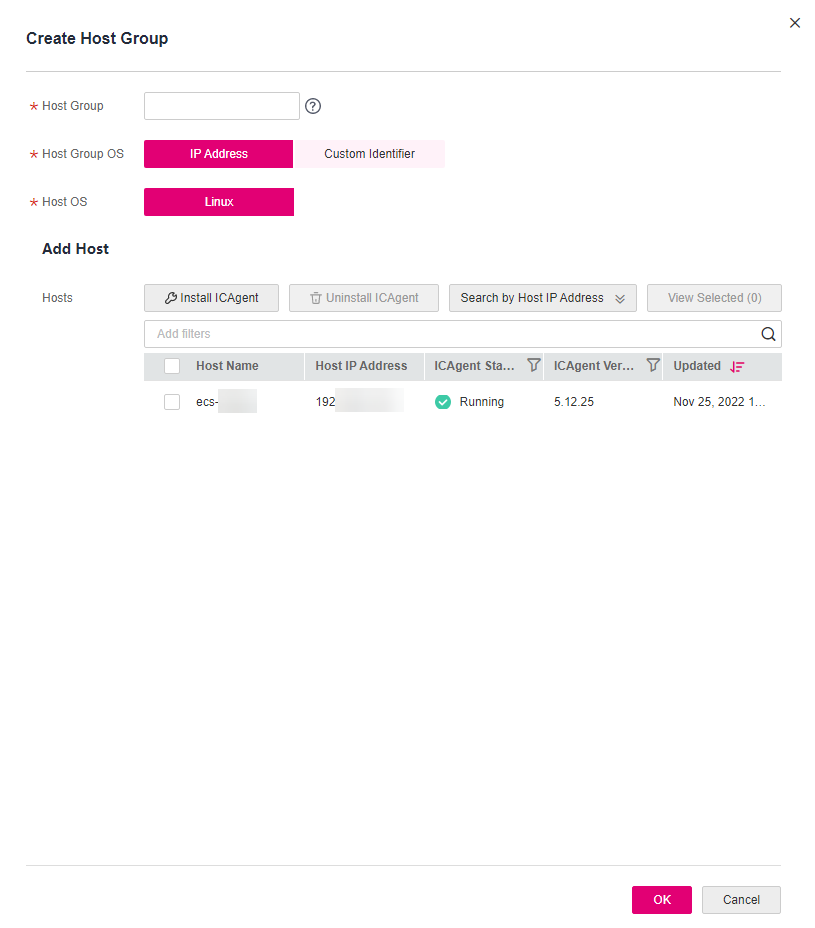 Create Host Group
* Host Group
* Host Group OS IP Address Custom Identifier
* Host OS Linux
Add Host
Hosts Install ICAgent Uninstall ICAgent Search by Host IP Address View Selected (0)
Add filters
Host Name Host IP Address ICAgent Sta... ICAgent Ver... Updated
ecs- 192 Running 5.12.25 Nov 25, 2022 1...
OK Cancel